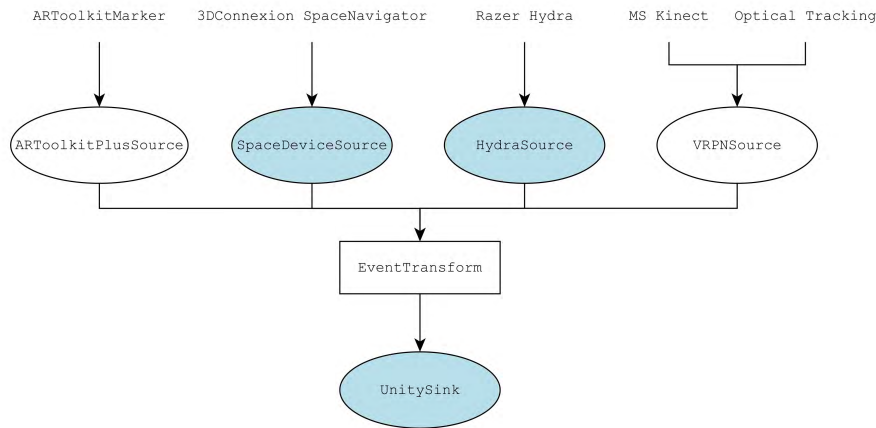 ARToolkitMarker 3DConnexion SpaceNavigator Razer Hydra MS Kinect Optical Tracking
ARToolkitPlusSource SpaceDeviceSource HydraSource VRPNSource
EventTransform
UnitySink